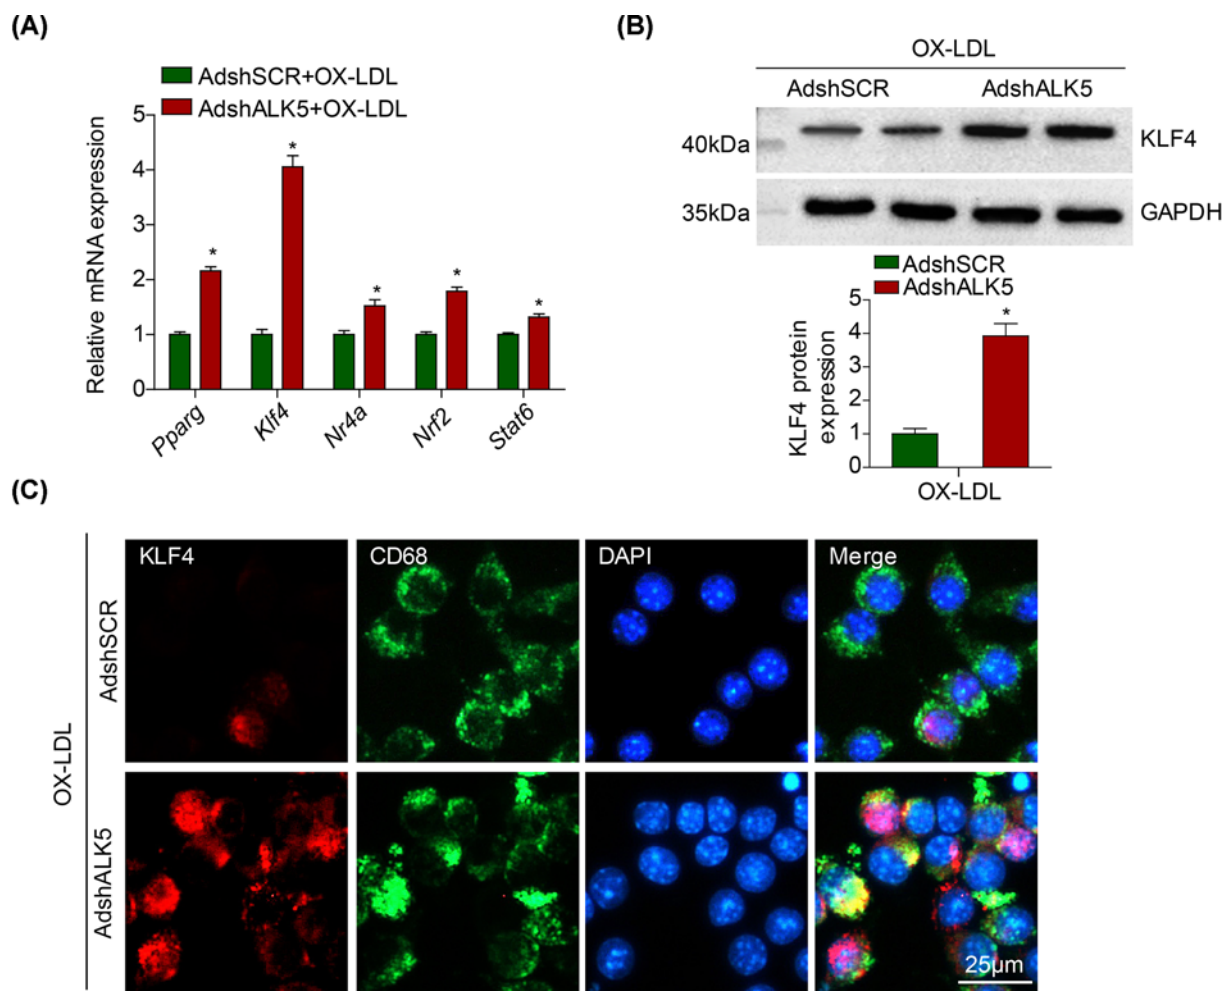 (A)
AdshSCR+OX-LDL
AdshALK5+OX-LDL
Relative mRNA expression
5
4
3
2
1
0
*
*
*
*
*
Pparg
Klf4
Nr4a
Nrf2
Stat6
(B)
OX-LDL
AdshSCR AdshALK5
40kDa
KLF4
35kDa
GAPDH
AdshSCR
AdshALK5
KLF4 protein
expression
5
4
3
2
1
0
*
OX-LDL
(C)
OX-LDL
AdshSCR
AdshALK5
KLF4 CD68 DAPI Merge
25μm